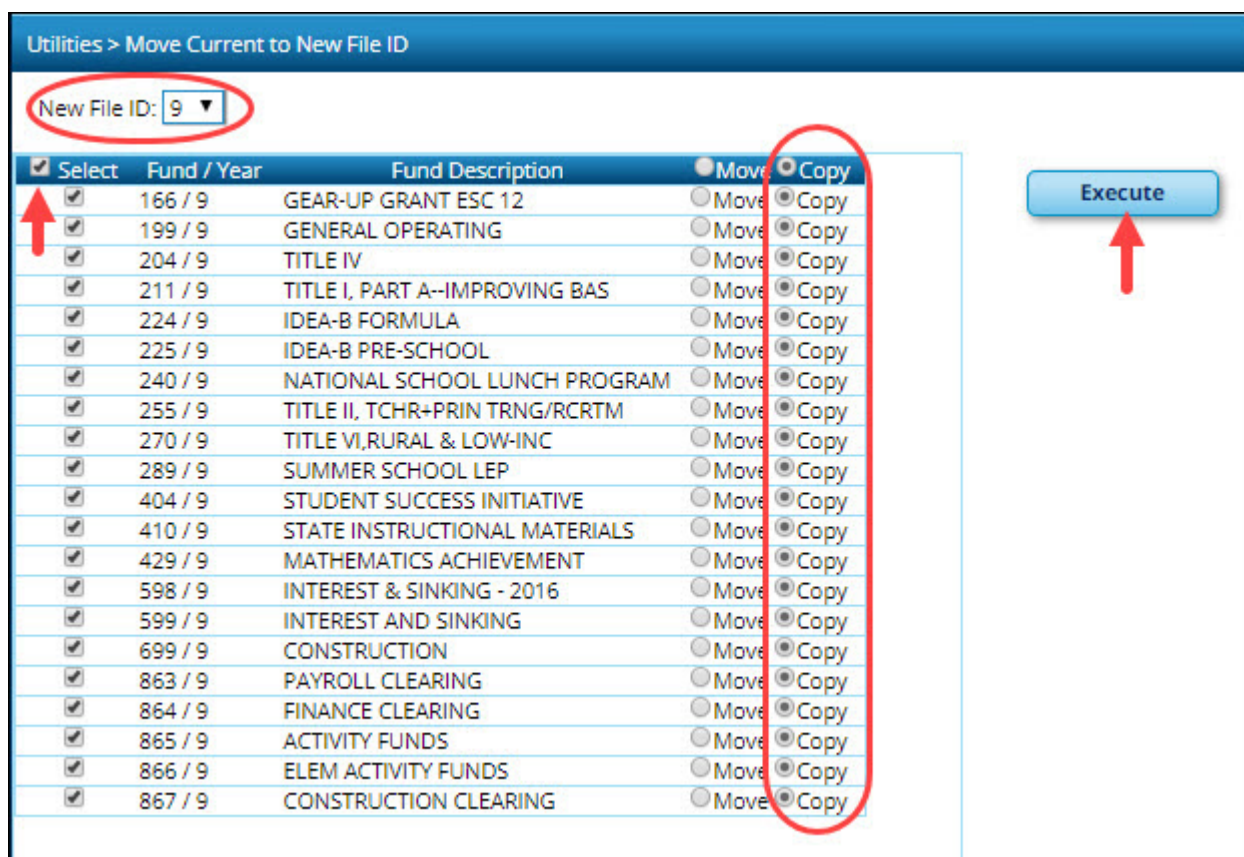 Utilities > Move Current to New File ID
New File ID: 9
Select Fund / Year Fund Description Move Copy
166 / 9 GEAR-UP GRANT ESC 12 Move Copy
199 / 9 GENERAL OPERATING Move Copy
204 / 9 TITLE IV Move Copy
211 / 9 TITLE I, PART A--IMPROVING BAS Move Copy
224 / 9 IDEA-B FORMULA Move Copy
225 / 9 IDEA-B PRE-SCHOOL Move Copy
240 / 9 NATIONAL SCHOOL LUNCH PROGRAM Move Copy
255 / 9 TITLE II, TCHR+PRIN TRNG/RCRTM Move Copy
270 / 9 TITLE VI,RURAL & LOW-INC Move Copy
289 / 9 SUMMER SCHOOL LEP Move Copy
404 / 9 STUDENT SUCCESS INITIATIVE Move Copy
410 / 9 STATE INSTRUCTIONAL MATERIALS Move Copy
429 / 9 MATHEMATICS ACHIEVEMENT Move Copy
598 / 9 INTEREST & SINKING - 2016 Move Copy
599 / 9 INTEREST AND SINKING Move Copy
699 / 9 CONSTRUCTION Move Copy
863 / 9 PAYROLL CLEARING Move Copy
864 / 9 FINANCE CLEARING Move Copy
865 / 9 ACTIVITY FUNDS Move Copy
866 / 9 ELEM ACTIVITY FUNDS Move Copy
867 / 9 CONSTRUCTION CLEARING Move Copy
Execute